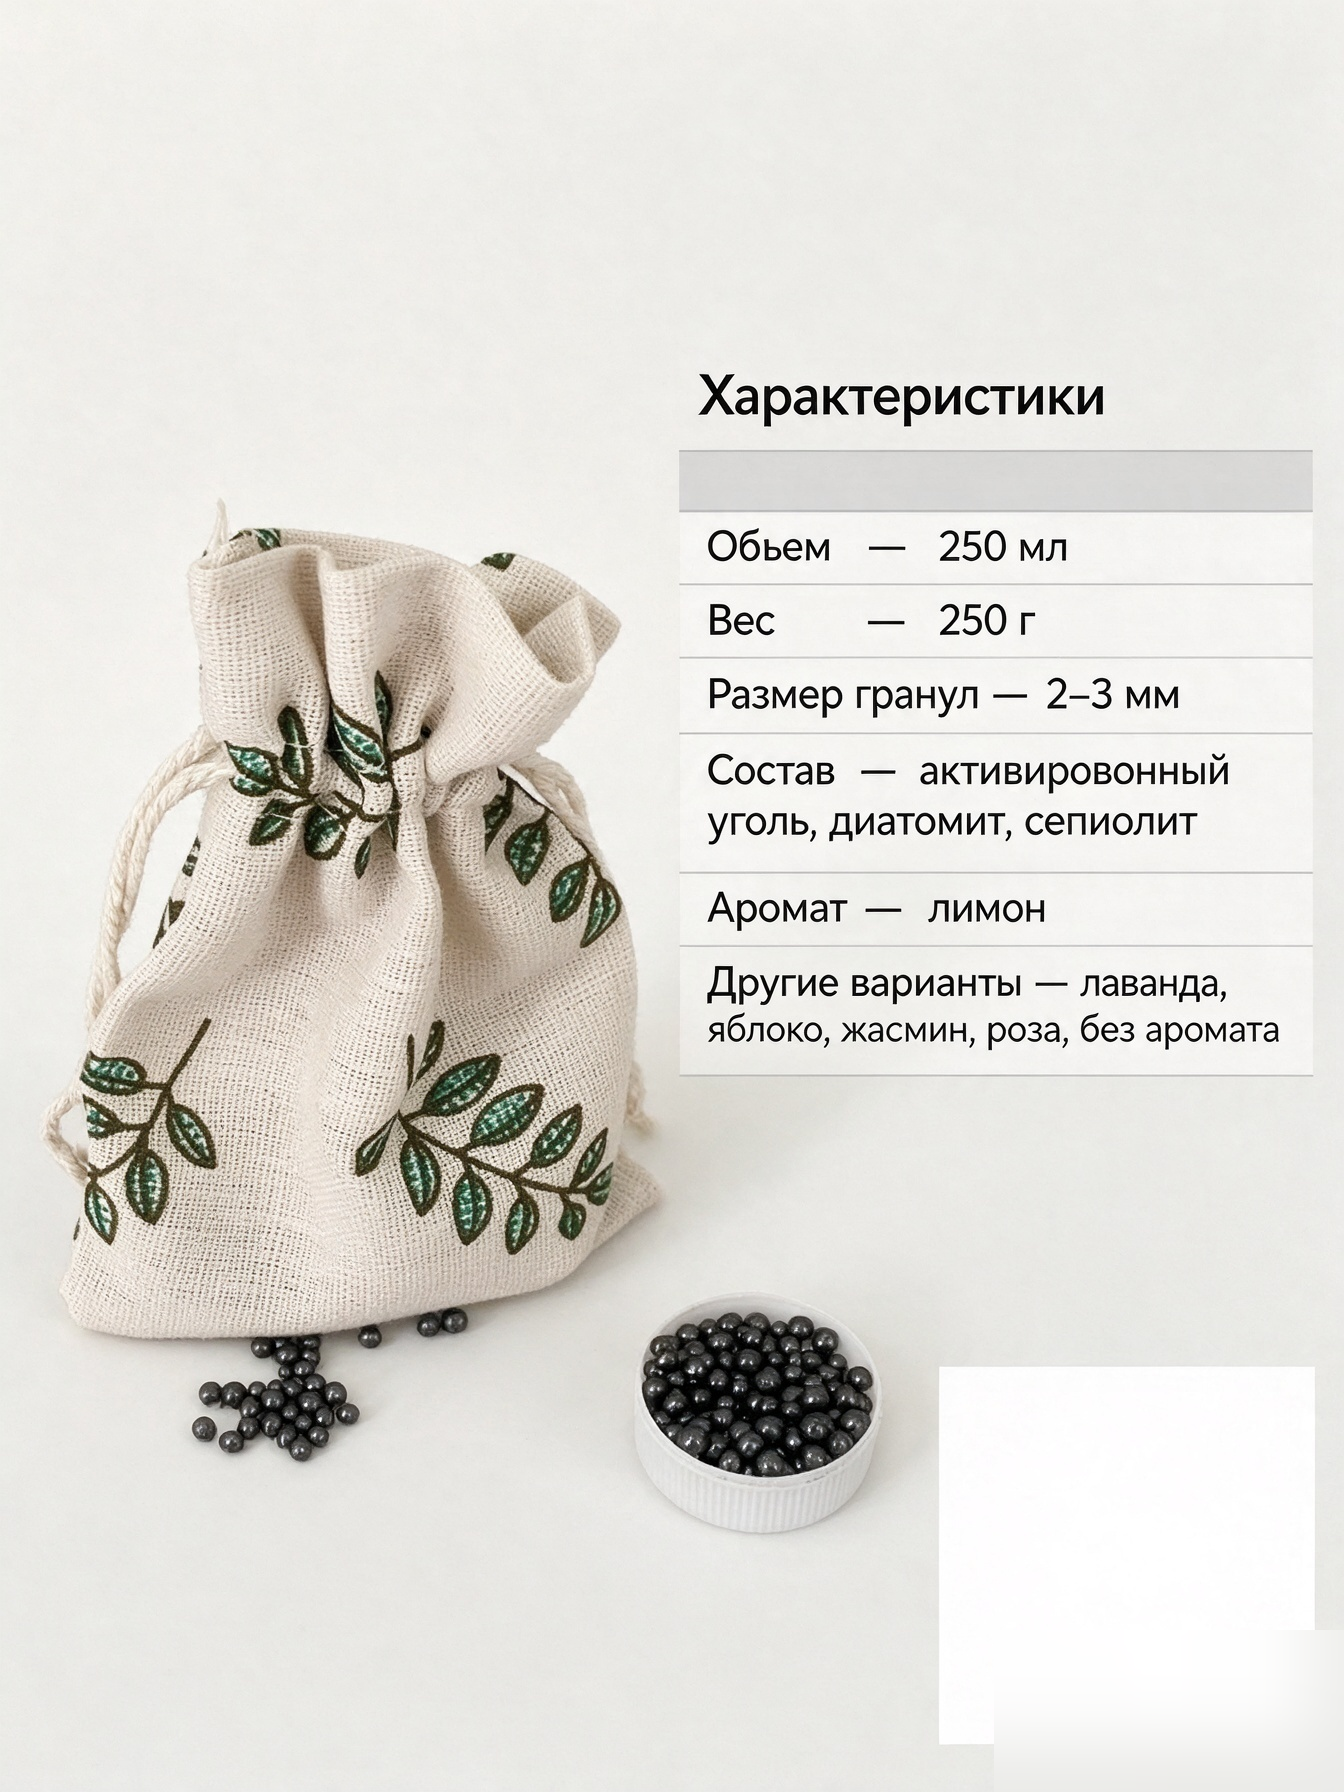 Характеристики
Обьем — 250 мл
Вес — 250 г
Размер гранул — 2–3 мм
Состав — активировонный
уголь, диатомит, сепиолит
Аромат — лимон
Другие варианты — лаванда,
яблоко, жасмин, роза, без аромата